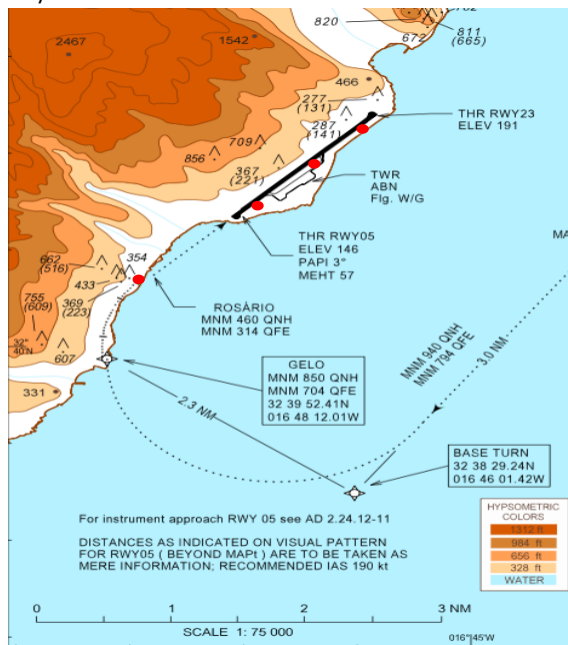 820
672
811
(665)
2467
1542
466
277
(131)
287
(141)
THR RWY23
ELEV 191
709
856
367
(221)
TWR
ABN
Flg. W/G
THR RWY05
ELEV 146
PAPI 3°
MEHT 57
662
(516)
354
433
369
(223)
ROSÁRIO
MNM 460 QNH
MNM 314 QFE
MA
755
(609)
32°
40'N
607
331
GELO
MNM 850 QNH
MNM 704 QFE
32 39 52.41N
016 48 12.01W
MNM 940 QNH
MNM 794 QFE
3.0 NM
2.3 NM
BASE TURN
32 38 29.24N
016 46 01.42W
For instrument approach RWY 05 see AD 2.24.12-11
DISTANCES AS INDICATED ON VISUAL PATTERN
FOR RWY05 ( BEYOND MAPt ) ARE TO BE TAKEN AS
MERE INFORMATION; RECOMMENDED IAS 190 kt
HYPSOMETRIC
COLORS
1312 ft
984 ft
656 ft
328 ft
WATER
0 1 2 3 NM
SCALE 1: 75 000
016°45'W